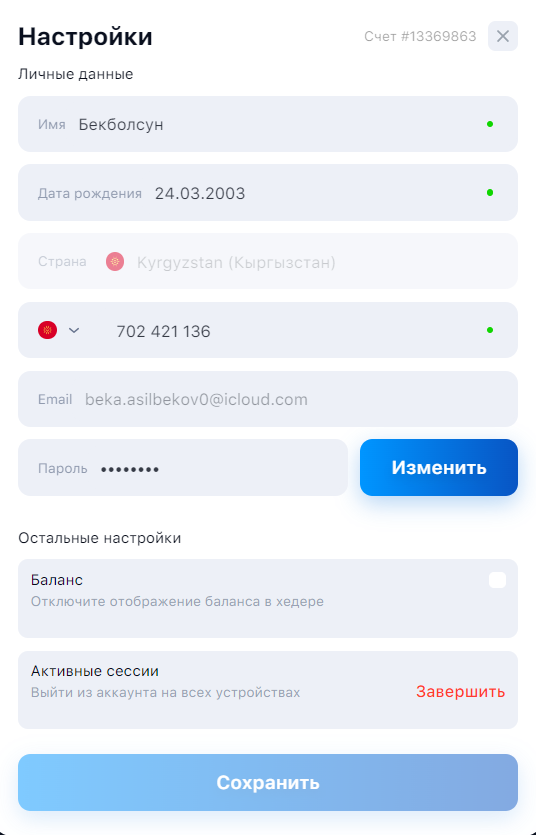 Настройки
Счет #13369863
Личные данные
Имя Бекболсун
Дата рождения 24.03.2003
Страна Kyrgyzstan (Кыргызстан)
702 421 136
Email beka.asilbekov0@icloud.com
Пароль ••••••••
Изменить
Остальные настройки
Баланс
Отключите отображение баланса в хедере
Активные сессии
Выйти из аккаунта на всех устройствах
Завершить
Сохранить